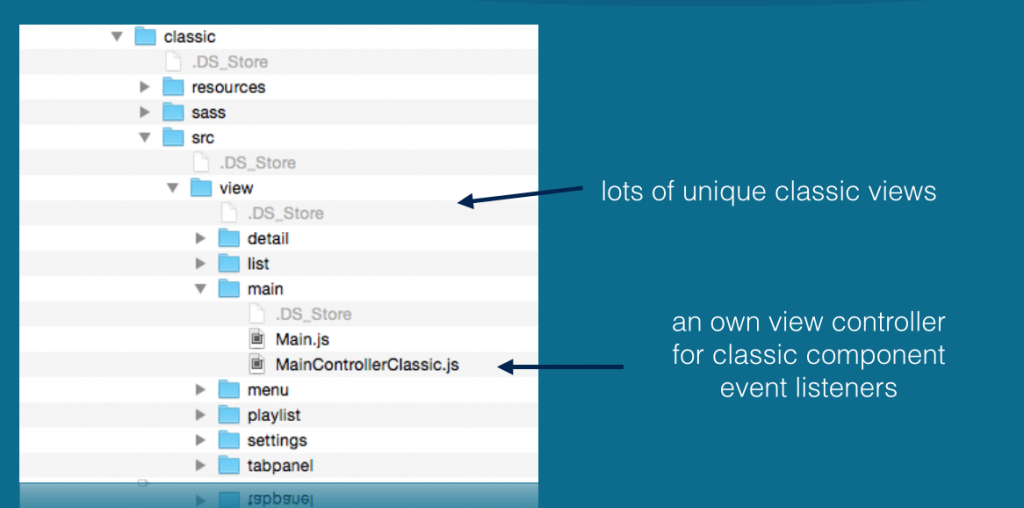 classic
.DS_Store
resources
sass
src
.DS_Store
view
.DS_Store
detail
list
main
.DS_Store
Main.js
MainControllerClassic.js
menu
playlist
settings
tabpanel
tabpanel
lots of unique classic views
an own view controller
for classic component
event listeners